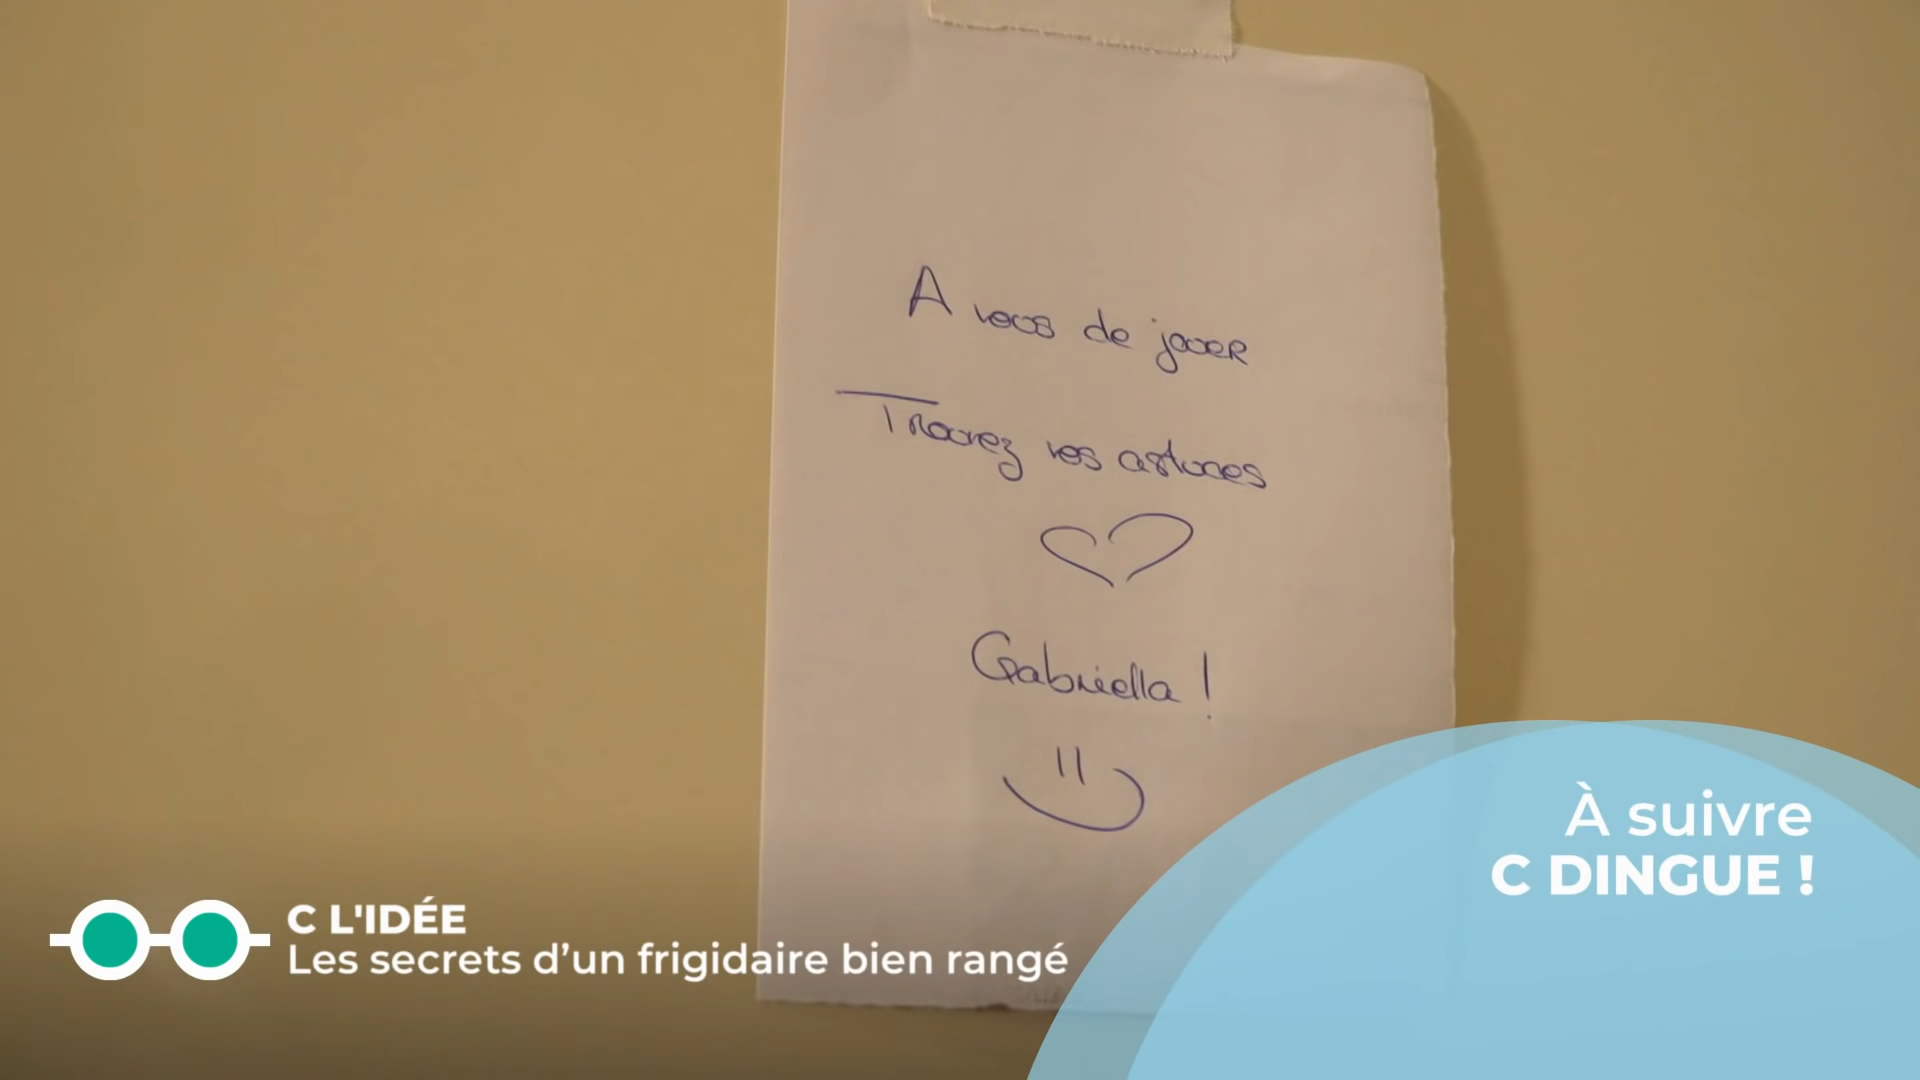 A vous de jouer
Trouvez vos astuces
Gabriella !
À suivre
C DINGUE !
C L'IDÉE
Les secrets d’un frigidaire bien rangé